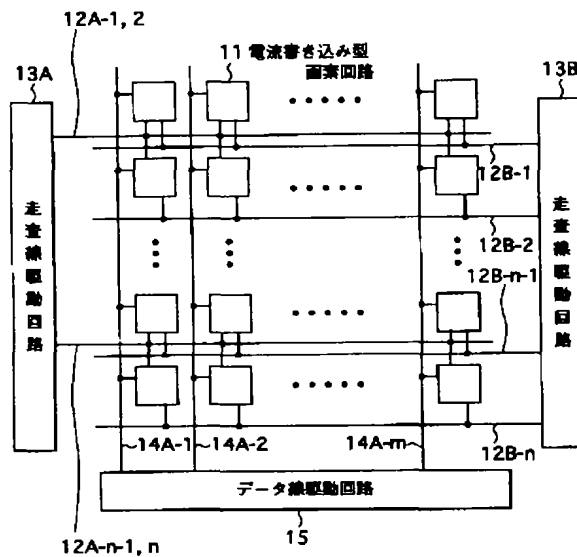 12A-1, 2
11 電流書き込み型
画素回路
13A
13B
走査線駆動回路
走査線駆動回路
12B-1
12B-2
12B-n-1
12B-n
14A-1
14A-2
14A-m
データ線駆動回路
15
12A-n-1, n